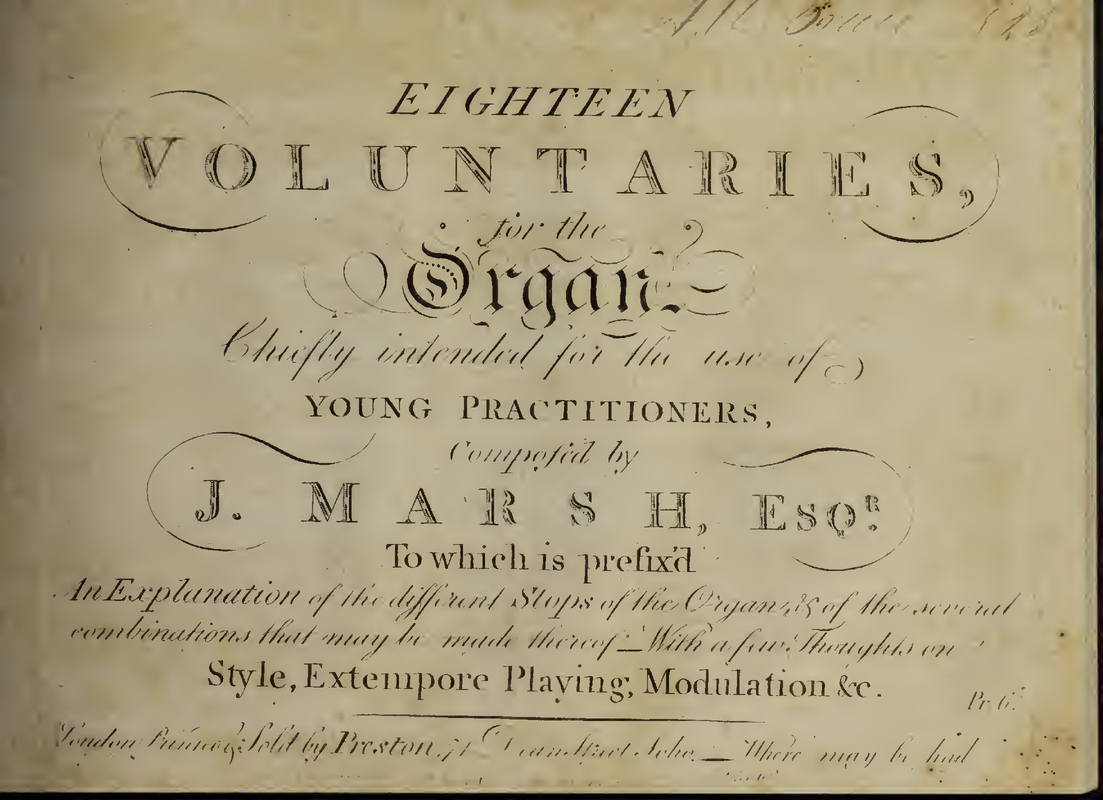 EIGHTEEN
VOLUNTARIES,
for the
Organ.
Chiefly intended for the use of
YOUNG PRACTITIONERS,
Compos'd by
J. MARSH, ESQR.
To which is prefix'd
An Explanation of the different Stops of the Organ, & of the several
combinations that may be made thereof — With a few Thoughts on
Style, Extempore Playing, Modulation &c.
London Printed & Sold by Preston, 71 Dean Street Soho. — Where may be had